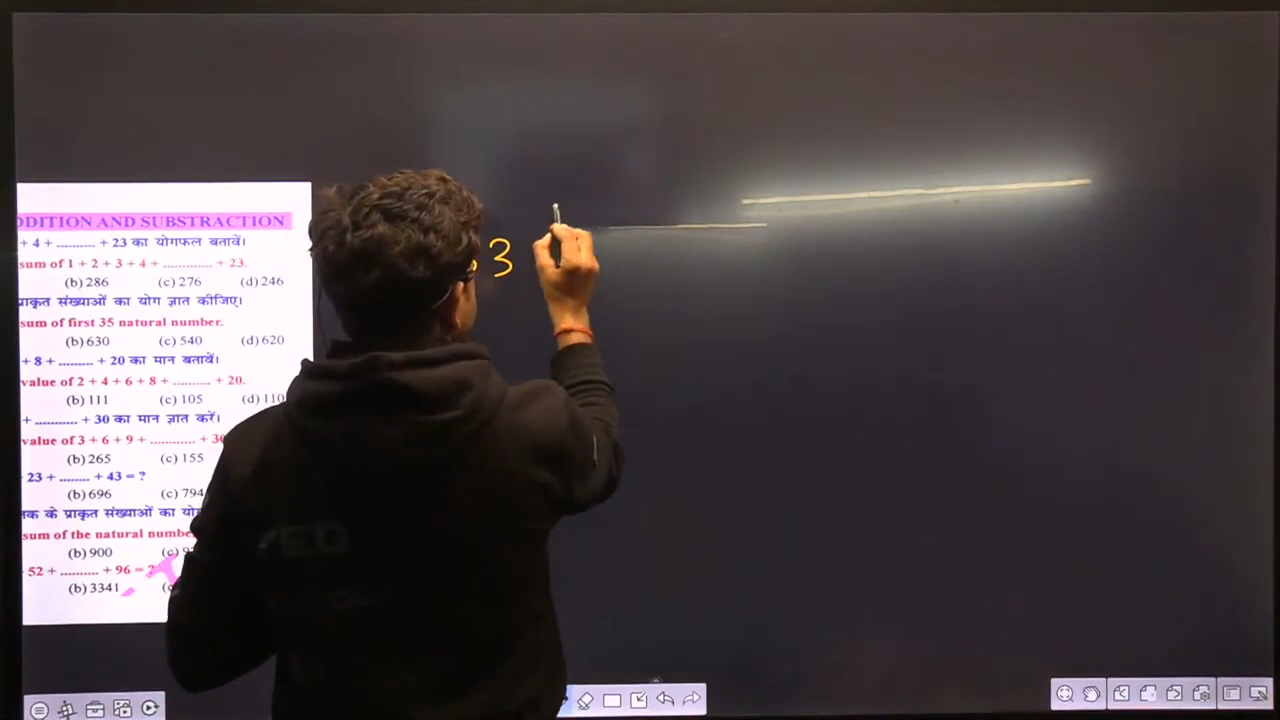 DDITION AND SUBSTRACTION
+ 4 + .......... + 23 का योगफल बतावें।
sum of 1 + 2 + 3 + 4 + ............. + 23.
(b) 286 (c) 276 (d) 246
प्राकृत संख्याओं का योग ज्ञात कीजिए।
sum of first 35 natural number.
(b) 630 (c) 540 (d) 620
+ 8 + ......... + 20 का मान बतावें।
value of 2 + 4 + 6 + 8 + .......... + 20.
(b) 111 (c) 105 (d) 110
+ ........... + 30 का मान ज्ञात करें।
value of 3 + 6 + 9 + ............ + 30
(b) 265 (c) 155
23 + ........ + 43 = ?
(b) 696 (c) 794
तक के प्राकृत संख्याओं का
sum of the natural
(b) 900 (c)
52 + .......... + 96 = ?
(b) 3341
3